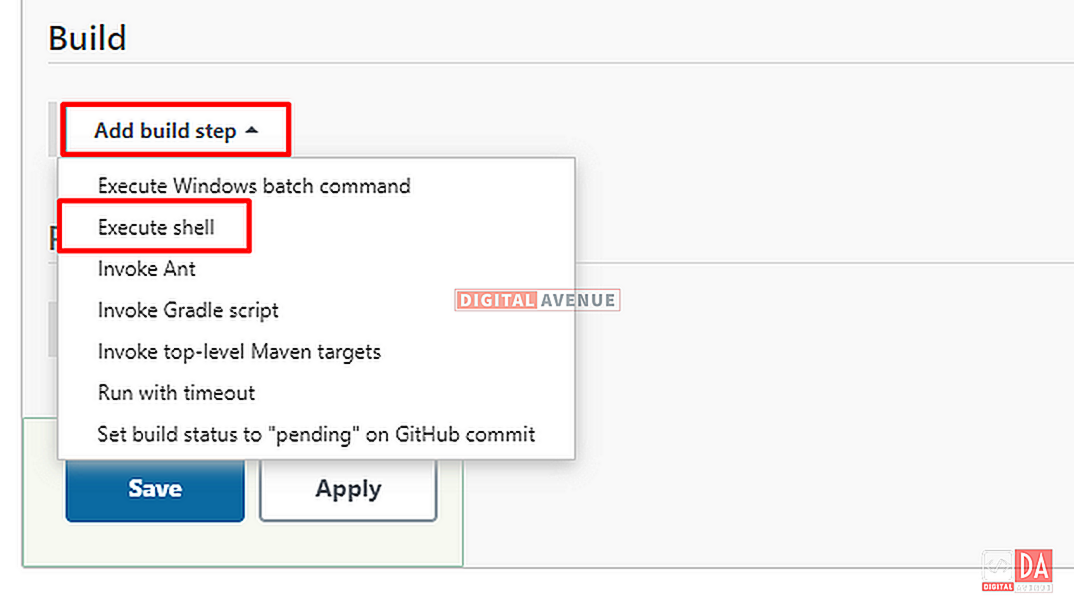 Build
Add build step
Execute Windows batch command
Execute shell
Invoke Ant
Invoke Gradle script
DIGITAL AVENUE
Invoke top-level Maven targets
Run with timeout
Set build status to "pending" on GitHub commit
Save
Apply
DA
DIGITAL AVENUE